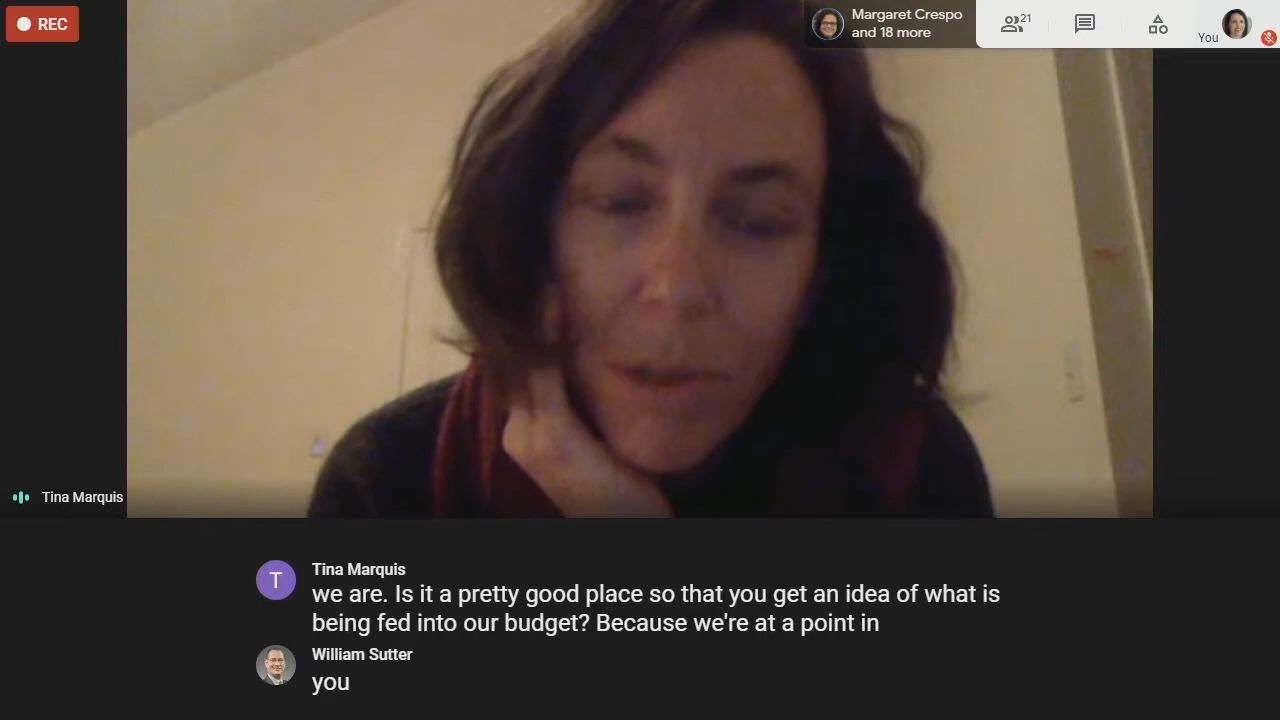 REC
Margaret Crespo
and 18 more
21
You
Tina Marquis
T
Tina Marquis
we are. Is it a pretty good place so that you get an idea of what is
being fed into our budget? Because we're at a point in
William Sutter
you